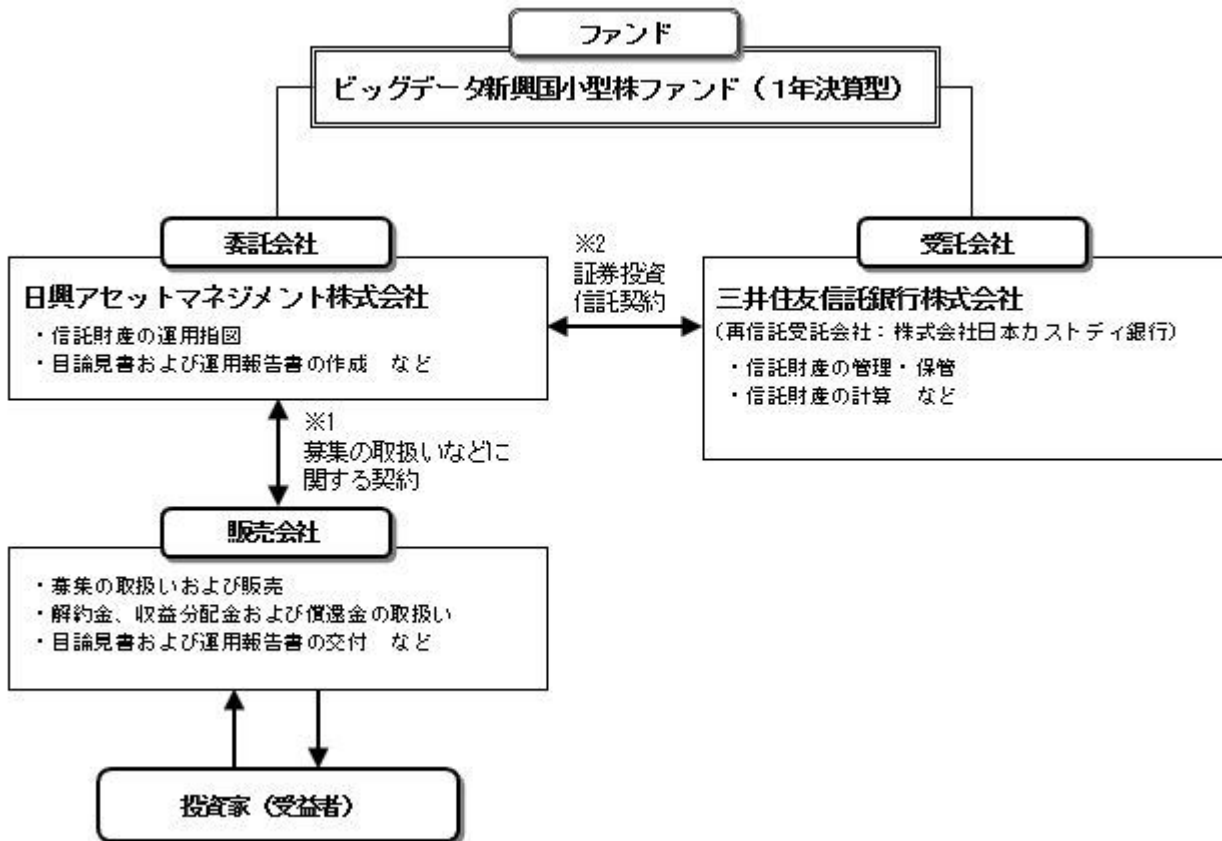 ファンド
ビッグデータ新興国小型株ファンド(1年決算型)
委託会社
日興アセットマネジメント株式会社
・信託財産の運用指図
・目論見書および運用報告書の作成 など
※2
証券投資
信託契約
受託会社
三井住友信託銀行株式会社
(再信託受託会社:株式会社日本カストディ銀行)
・信託財産の管理・保管
・信託財産の計算 など
※1
募集の取扱いなどに
関する契約
販売会社
・募集の取扱いおよび販売
・解約金、収益分配金および償還金の取扱い
・目論見書および運用報告書の交付 など
投資家(受益者)